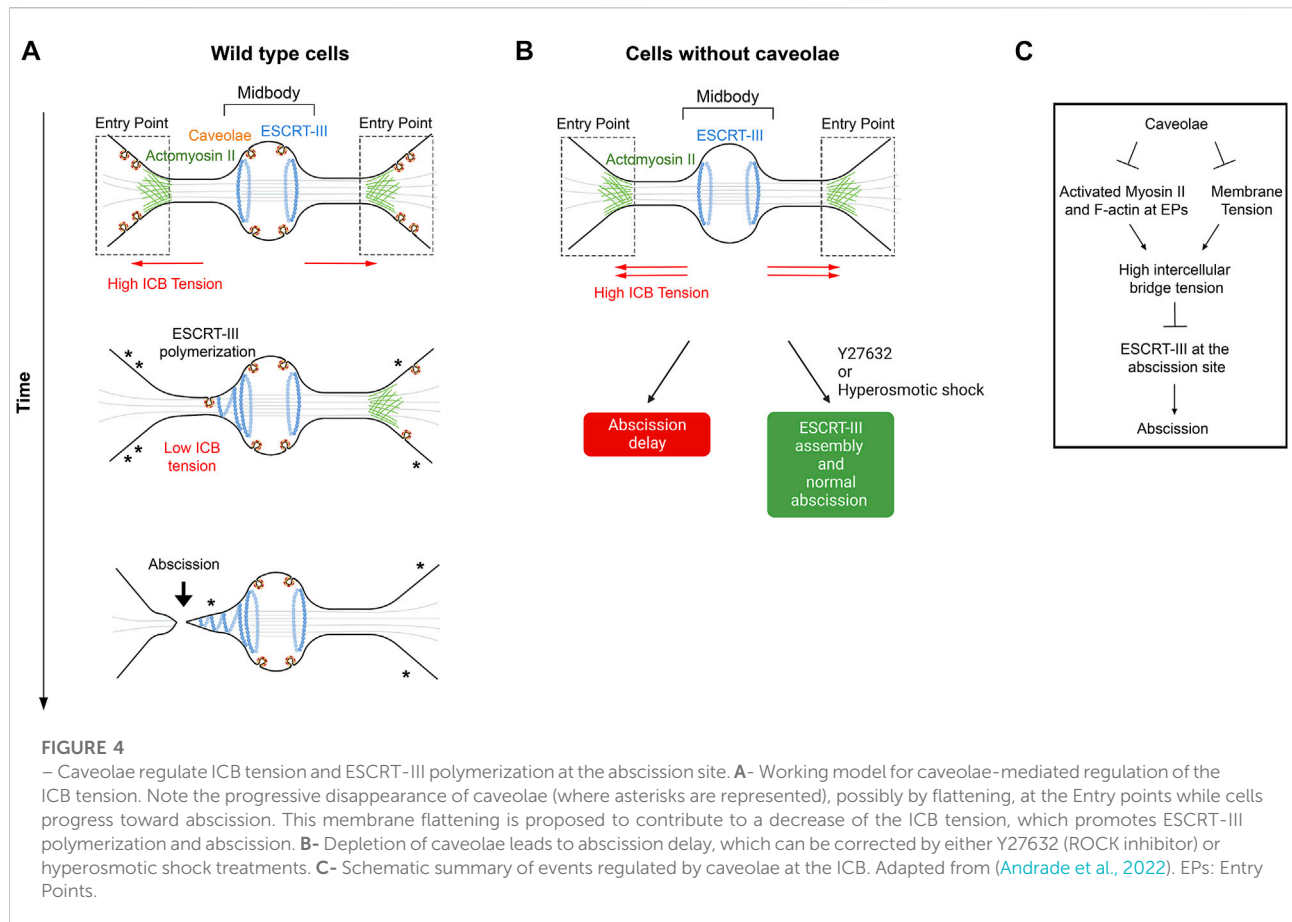 A
Wild type cells
Midbody
Entry Point
Caveolae
ESCRT-III
Entry Point
Actomyosin II
High ICB Tension
ESCRT-III
polymerization
*
*
*
Low ICB
tension
*
*
*
Abscission
*
*
*
Time
B
Cells without caveolae
Midbody
Entry Point
ESCRT-III
Entry Point
Actomyosin II
High ICB Tension
Y27632
or
Hyperosmotic shock
Abscission
delay
ESCRT-III
assembly
and
normal
abscission
C
Caveolae
Activated Myosin II
and F-actin at EPs
Membrane
Tension
High intercellular
bridge tension
ESCRT-III at the
abscission site
Abscission
FIGURE 4
– Caveolae regulate ICB tension and ESCRT-III polymerization at the abscission site. A- Working model for caveolae-mediated regulation of the
ICB tension. Note the progressive disappearance of caveolae (where asterisks are represented), possibly by flattening, at the Entry points while cells
progress toward abscission. This membrane flattening is proposed to contribute to a decrease of the ICB tension, which promotes ESCRT-III
polymerization and abscission. B- Depletion of caveolae leads to abscission delay, which can be corrected by either Y27632 (ROCK inhibitor) or
hyperosmotic shock treatments. C- Schematic summary of events regulated by caveolae at the ICB. Adapted from (Andrade et al., 2022). EPs: Entry
Points.